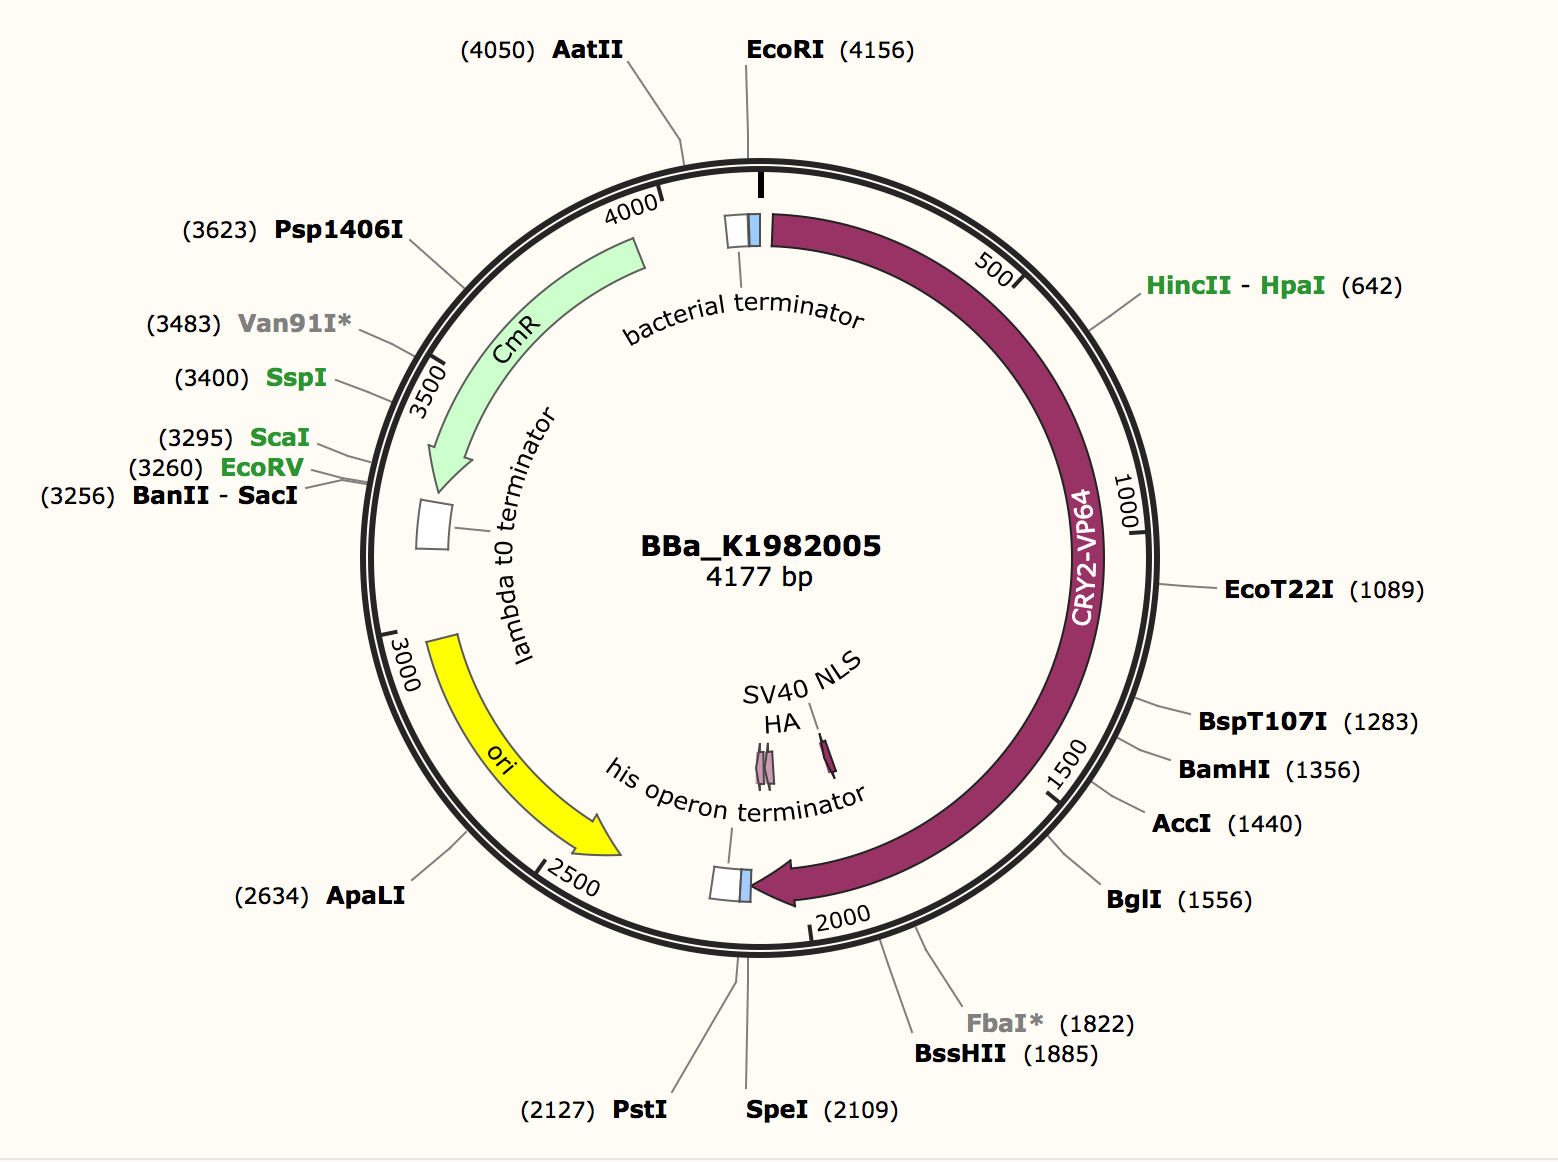 (4050) AatII
EcoRI (4156)
(3623) Psp1406I
4000
500
HincII - HpaI (642)
(3483) Van91I*
CmR
bacterial terminator
(3400) SspI
3500
(3295) ScaI
(3260) EcoRV
(3256) BanII - SacI
lambda t0 terminator
1000
CRY2-VP64
BBa_K1982005
4177 bp
EcoT22I (1089)
3000
SV40 NLS
HA
BspT107I (1283)
ori
his operon terminator
1500
BamHI (1356)
AccI (1440)
(2634) ApaLI
2500
2000
BglI (1556)
FbaI* (1822)
BssHII (1885)
(2127) PstI
SpeI (2109)